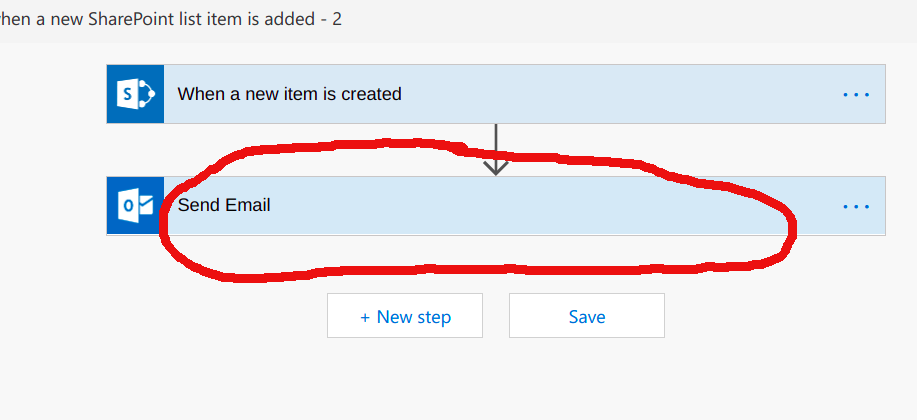 hen a new SharePoint list item is added - 2
S
When a new item is created
...
o
Send Email
...
+ New step
Save